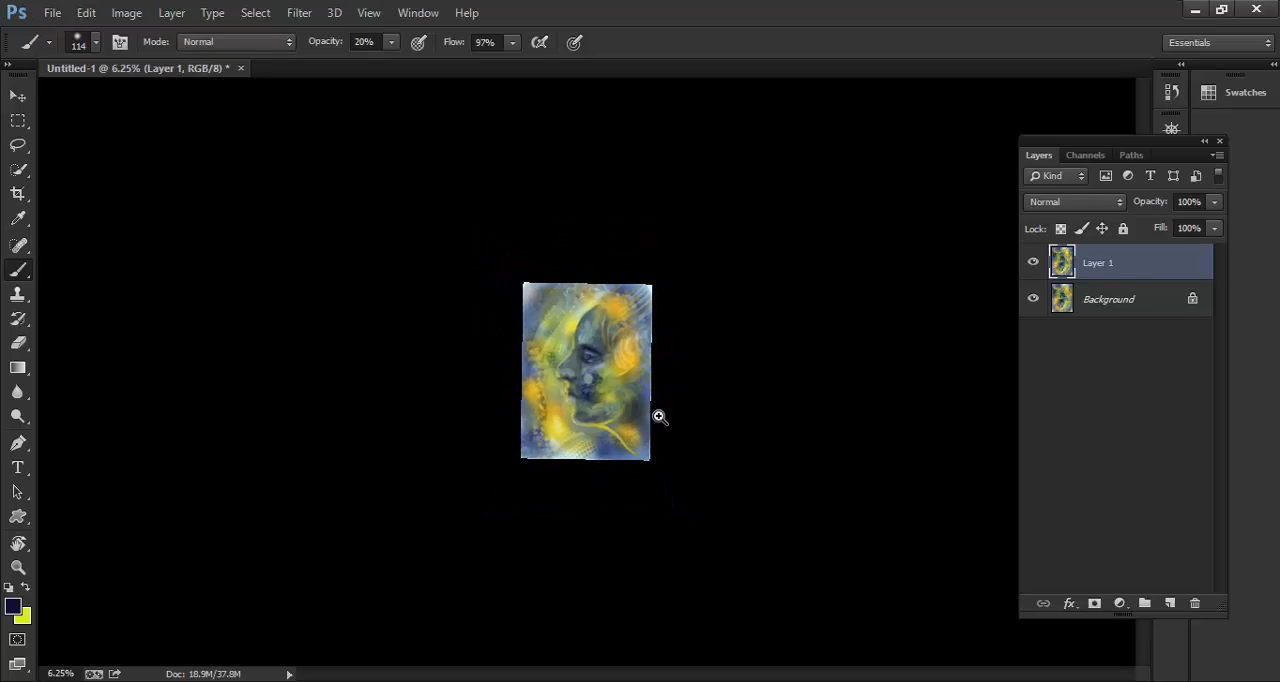 Ps File Edit Image Layer Type Select Filter 3D View Window Help
114 Mode: Normal Opacity: 20% Flow: 97% Essentials
Untitled-1 @ 6.25% (Layer 1, RGB/8) * ×
Swatches
Layers Channels Paths
Kind
Normal Opacity: 100%
Lock: Fill: 100%
Layer 1
Background
fx
6.25% Doc: 18.9M/37.8M